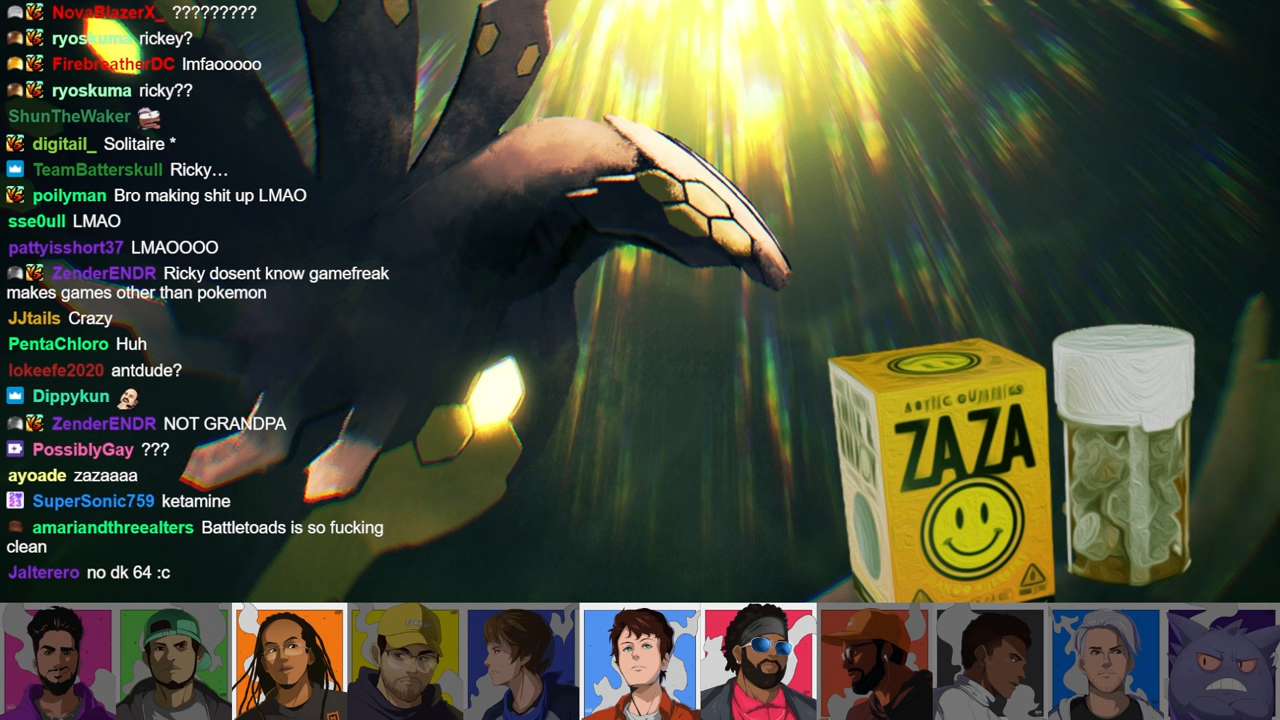 NovaBlazerX_ ?????????
ryoskuma rickey?
FirebreatherDC lmfaooooo
ryoskuma ricky??
ShunTheWaker
digitail_ Solitaire *
TeamBatterskull Ricky…
poilyman Bro making shit up LMAO
sse0ull LMAO
pattyisshort37 LMAOOOO
ZenderENDR Ricky dosent know gamefreak
makes games other than pokemon
JJtails Crazy
PentaChloro Huh
lokeefe2020 antdude?
Dippykun
ZenderENDR NOT GRANDPA
PossiblyGay ???
ayoade zazaaaa
SuperSonic759 ketamine
amariandthreealters Battletoads is so fucking
clean
Jalterero no dk 64 :c
ZAZA